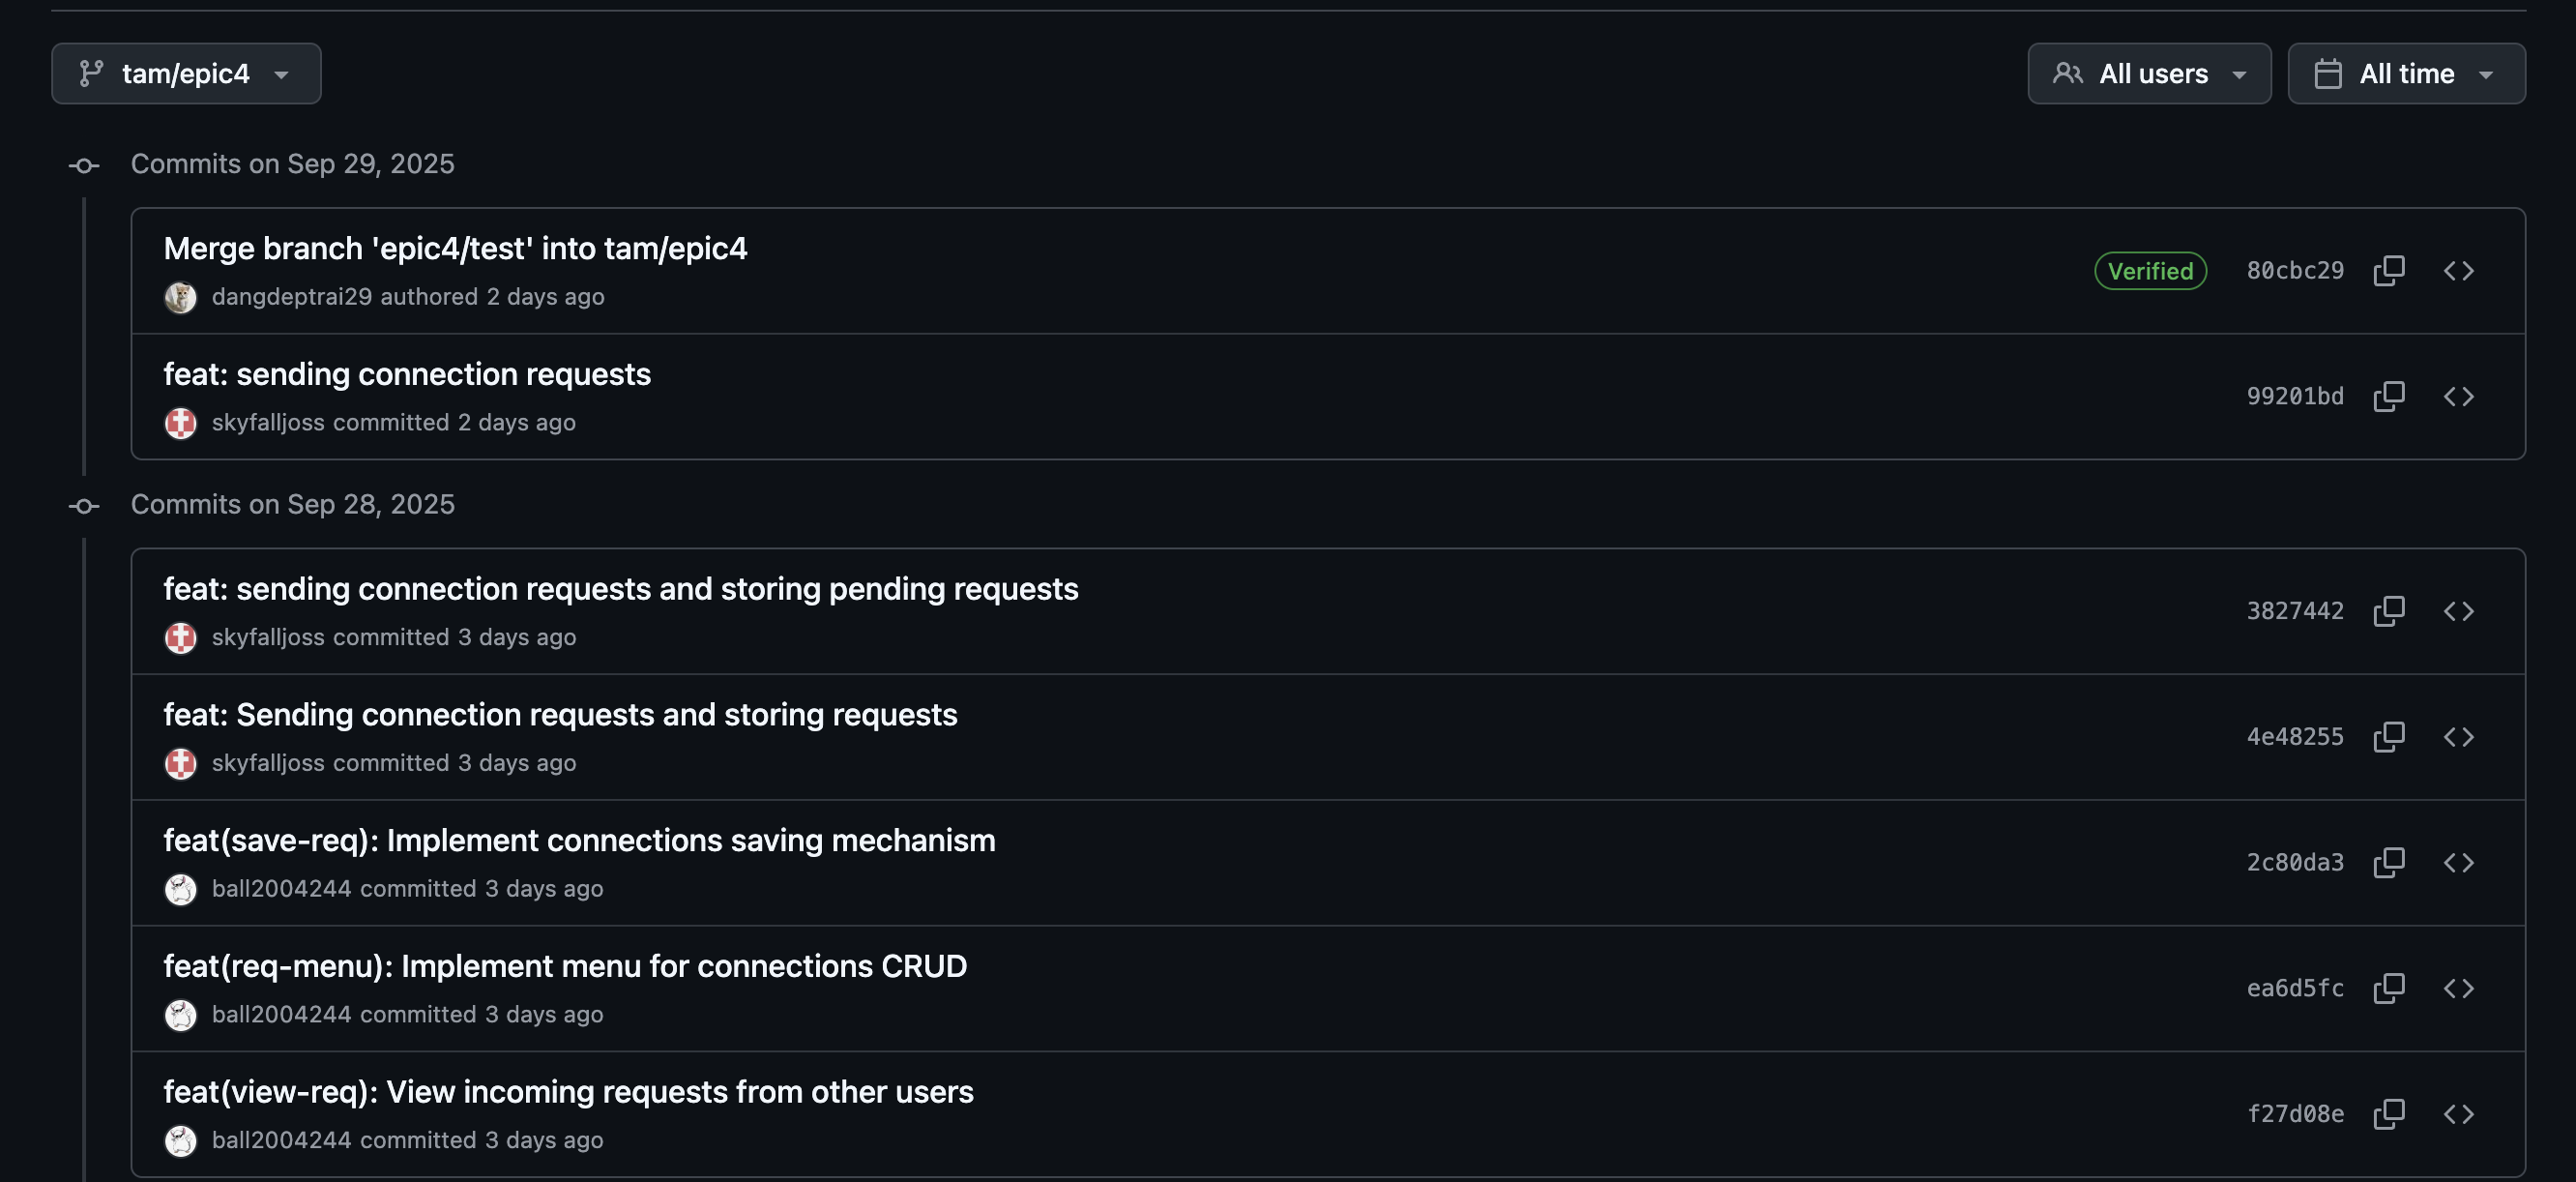 tam/epic4
All users
All time
Commits on Sep 29, 2025
Merge branch 'epic4/test' into tam/epic4
dangdeptrai29 authored 2 days ago
Verified
80cbc29
feat: sending connection requests
skyfalljoss committed 2 days ago
99201bd
Commits on Sep 28, 2025
feat: sending connection requests and storing pending requests
skyfalljoss committed 3 days ago
3827442
feat: Sending connection requests and storing requests
skyfalljoss committed 3 days ago
4e48255
feat(save-req): Implement connections saving mechanism
ball2004244 committed 3 days ago
2c80da3
feat(req-menu): Implement menu for connections CRUD
ball2004244 committed 3 days ago
ea6d5fc
feat(view-req): View incoming requests from other users
ball2004244 committed 3 days ago
f27d08e